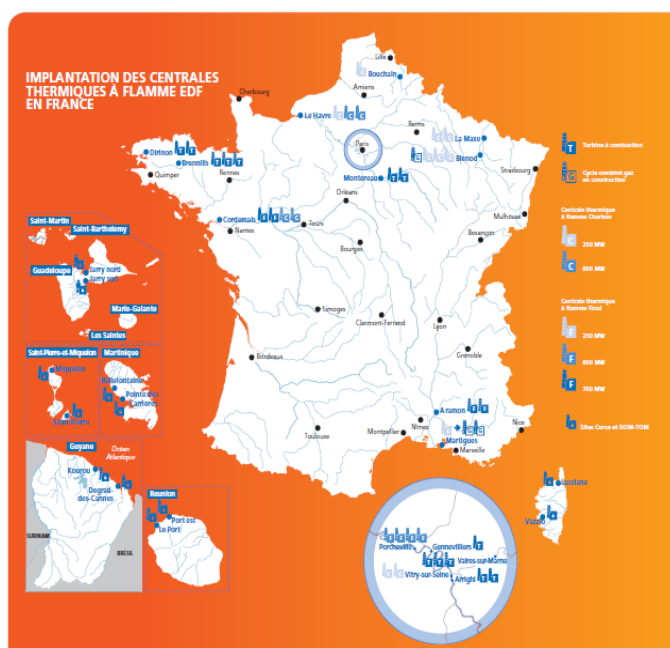 IMPLANTATION DES CENTRALES
THERMIQUES À FLAMME EDF
EN FRANCE
Lille
Bouchain
Amiens
Cherbourg
Le Havre
Reims
La Maxe
Paris
Blénod
Dirinon
Brennilis
Quimper
Rennes
Montereau
Strasbourg
Orléans
Mulhouse
Cordemais
Tours
Nantes
Besançon
Bourges
Limoges
Clermont-Ferrand
Lyon
Grenoble
Bordeaux
Aramon
Nîmes
Nice
Toulouse
Montpellier
Martigues
Marseille
Lucciana
Vazzio
Porcheville
Gennevilliers
Vaires-sur-Marne
Vitry-sur-Seine
Arrighi
Turbine à combustion
Cycle combiné gaz
en construction
Centrale thermique
à flamme Charbon
250 MW
600 MW
Centrale thermique
à flamme Fioul
250 MW
600 MW
700 MW
Sites Corse et DOM-TOM
Saint-Martin
Saint-Barthelemy
Guadeloupe
Jarry nord
Jarry sud
Marie-Galante
Les Saintes
Saint-Pierre-et-Miquelon
Miquelon
Saint-Pierre
Martinique
Bellefontaine
Pointe des
Carrières
Guyane
Océan
Atlantique
Kourou
Degrad-
des-Cannes
SURINAM
BRESIL
Reunion
Port est
Le Port